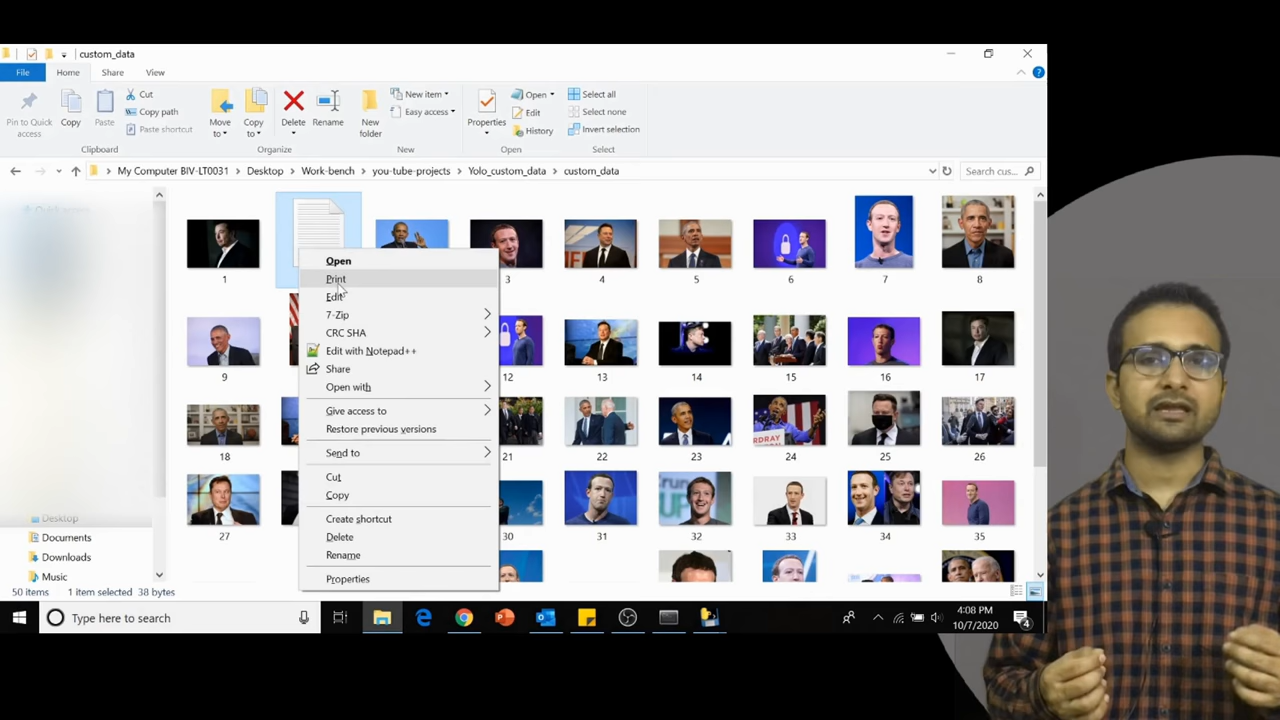 custom_data
File Home Share View
Pin to Quick access
Copy
Paste
Cut
Copy path
Paste shortcut
Clipboard
Move to
Copy to
Delete
Rename
Organize
New folder
New item
Easy access
New
Properties
Open
Edit
History
Open
Select all
Select none
Invert selection
Select
My Computer BIV-LT0031 Desktop Work-bench you-tube-projects Yolo_custom_data custom_data
Search cus...
1 3 4 5 6 7 8
9 12 13 14 15 16 17
18 21 22 23 24 25 26
27 30 31 32 33 34 35
Open
Print
Edit
7-Zip
CRC SHA
Edit with Notepad++
Share
Open with
Give access to
Restore previous versions
Send to
Cut
Copy
Create shortcut
Delete
Rename
Properties
Desktop
Documents
Downloads
Music
50 items 1 item selected 38 bytes
Type here to search
4:08 PM
10/7/2020
4